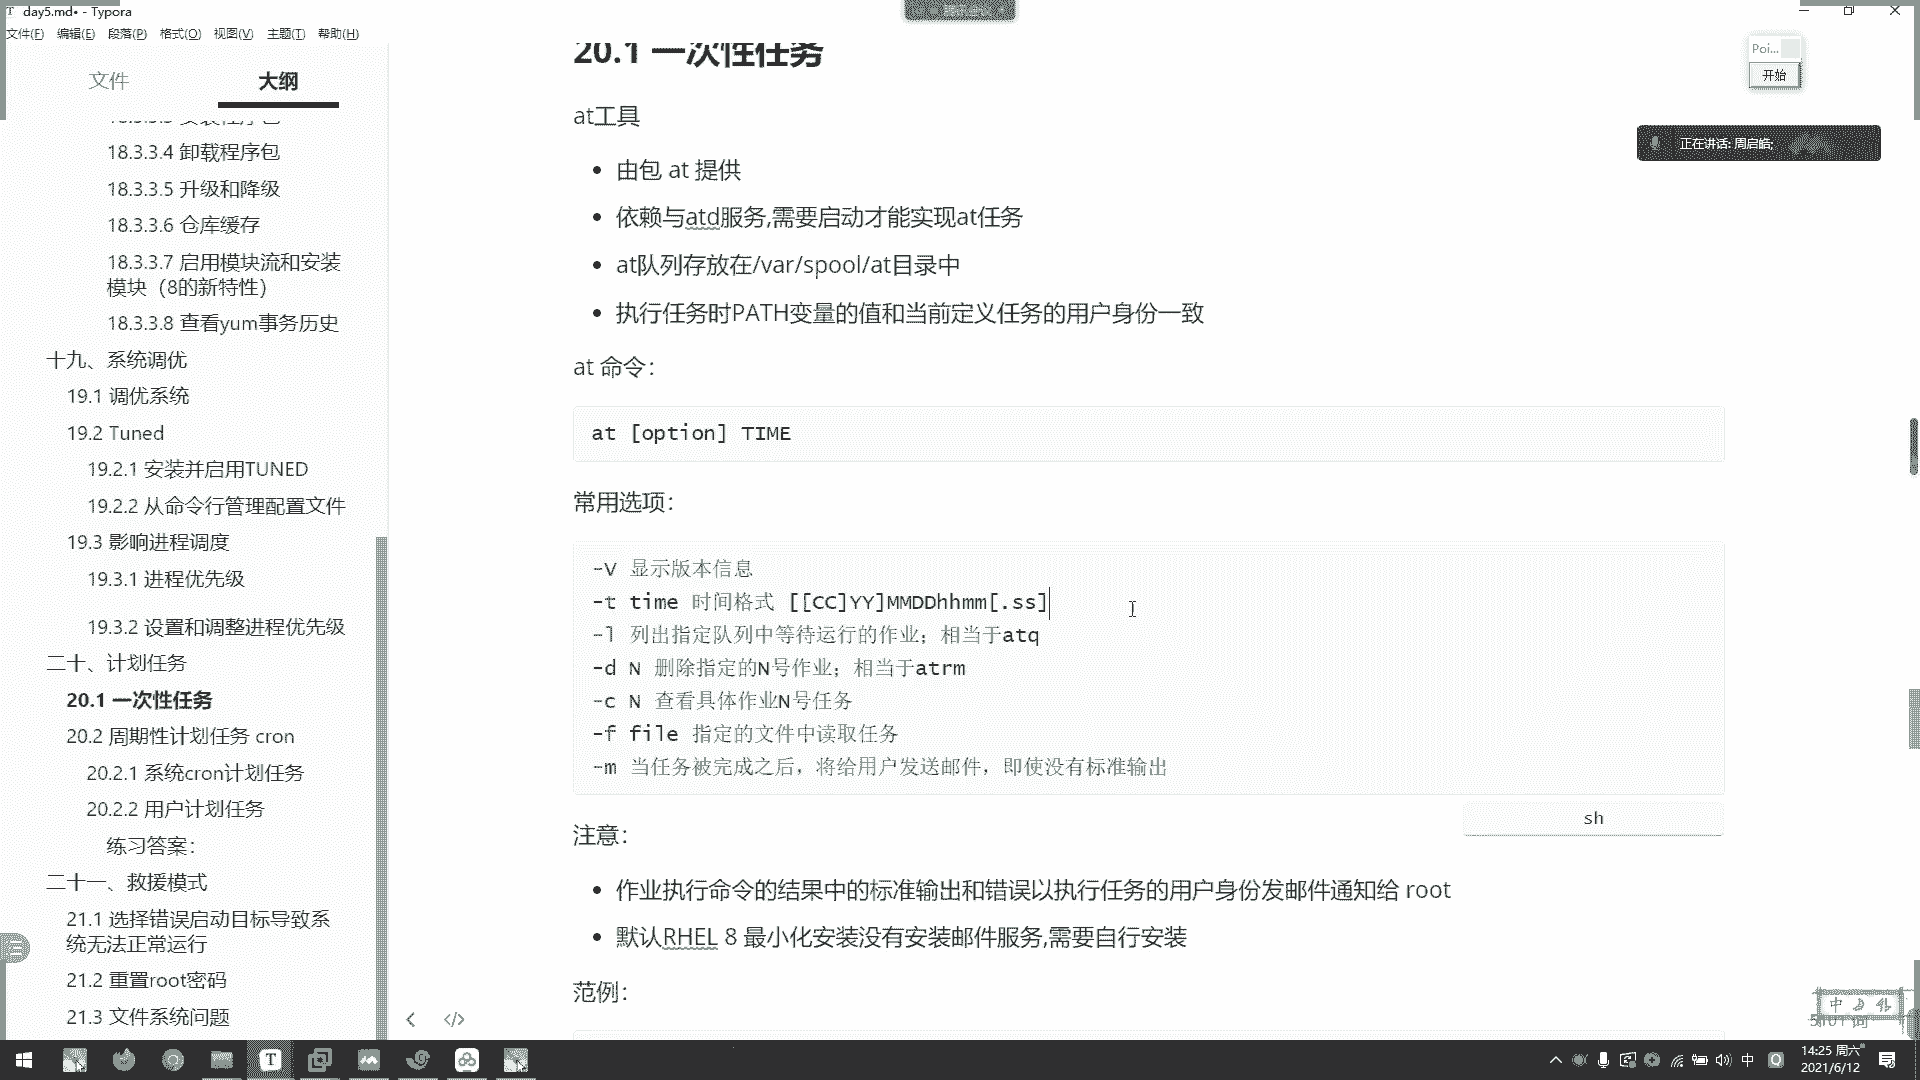 day5.md• - Typora
文件(F) 编辑(E) 段落(P) 格式(O) 视图(V) 主题(T) 帮助(H)
文件 大纲
18.3.3.4 卸载程序包
18.3.3.5 升级和降级
18.3.3.6 仓库缓存
18.3.3.7 启用模块流和安装
模块（8的新特性）
18.3.3.8 查看yum事务历史
十九、系统调优
19.1 调优系统
19.2 Tuned
19.2.1 安装并启用TUNED
19.2.2 从命令行管理配置文件
19.3 影响进程调度
19.3.1 进程优先级
19.3.2 设置和调整进程优先级
二十、计划任务
20.1 一次性任务
20.2 周期性计划任务 cron
20.2.1 系统cron计划任务
20.2.2 用户计划任务
练习答案：
二十一、救援模式
21.1 选择错误启动目标导致系
统无法正常运行
21.2 重置root密码
21.3 文件系统问题
20.1 一次性任务
at工具
由包 at 提供
依赖与atd服务,需要启动才能实现at任务
at队列存放在/var/spool/at目录中
执行任务时PATH变量的值和当前定义任务的用户身份一致
at 命令：
at [option] TIME
常用选项：
-V 显示版本信息
-t time 时间格式 [[CC]YY]MMDDhhmm[.ss]
-l 列出指定队列中等待运行的作业；相当于atq
-d N 删除指定的N号作业；相当于atrm
-c N 查看具体作业N号任务
-f file 指定的文件中读取任务
-m 当任务被完成之后，将给用户发送邮件，即使没有标准输出
sh
注意：
作业执行命令的结果中的标准输出和错误以执行任务的用户身份发邮件通知给 root
默认RHEL 8 最小化安装没有安装邮件服务,需要自行安装
范例：
Poi...
开始
正在讲话: 周启皓;
中
14:25 周六
2021/6/12